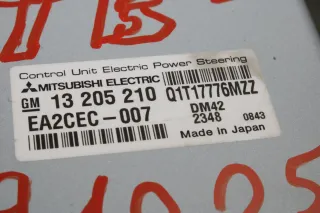 Control Unit Electric Power Steering
MITSUBISHI ELECTRIC
GM 13 205 210 Q1T17776MZZ
EA2CEC-007 DM42
2348 0843
Made in Japan